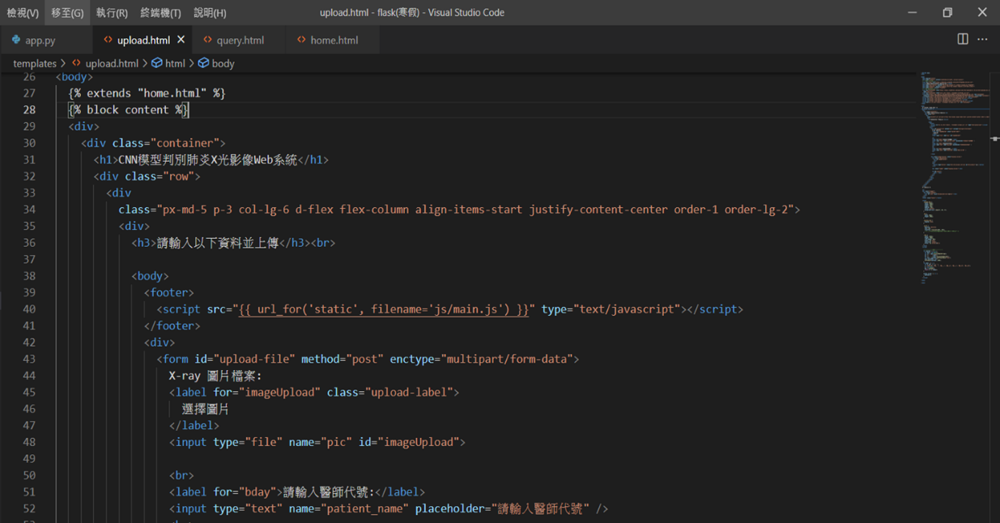 檢視(V) 移至(G) 執行(R) 終端機(T) 說明(H) upload.html - flask(寒假) - Visual Studio Code
app.py upload.html query.html home.html
templates > upload.html > html > body
26 <body>
27 {% extends "home.html" %}
28 {% block content %}
29 <div>
30 <div class="container">
31 <h1>CNN模型判別肺炎X光影像Web系統</h1>
32 <div class="row">
33 <div
34 class="px-md-5 p-3 col-lg-6 d-flex flex-column align-items-start justify-content-center order-1 order-lg-2">
35 <div>
36 <h3>請輸入以下資料並上傳</h3><br>
37
38 <body>
39 <footer>
40 <script src="{{ url_for('static', filename='js/main.js') }}" type="text/javascript"></script>
41 </footer>
42 <div>
43 <form id="upload-file" method="post" enctype="multipart/form-data">
44 X-ray 圖片檔案:
45 <label for="imageUpload" class="upload-label">
46 選擇圖片
47 </label>
48 <input type="file" name="pic" id="imageUpload">
49
50 <br>
51 <label for="bday">請輸入醫師代號:</label>
52 <input type="text" name="patient_name" placeholder="請輸入醫師代號" />